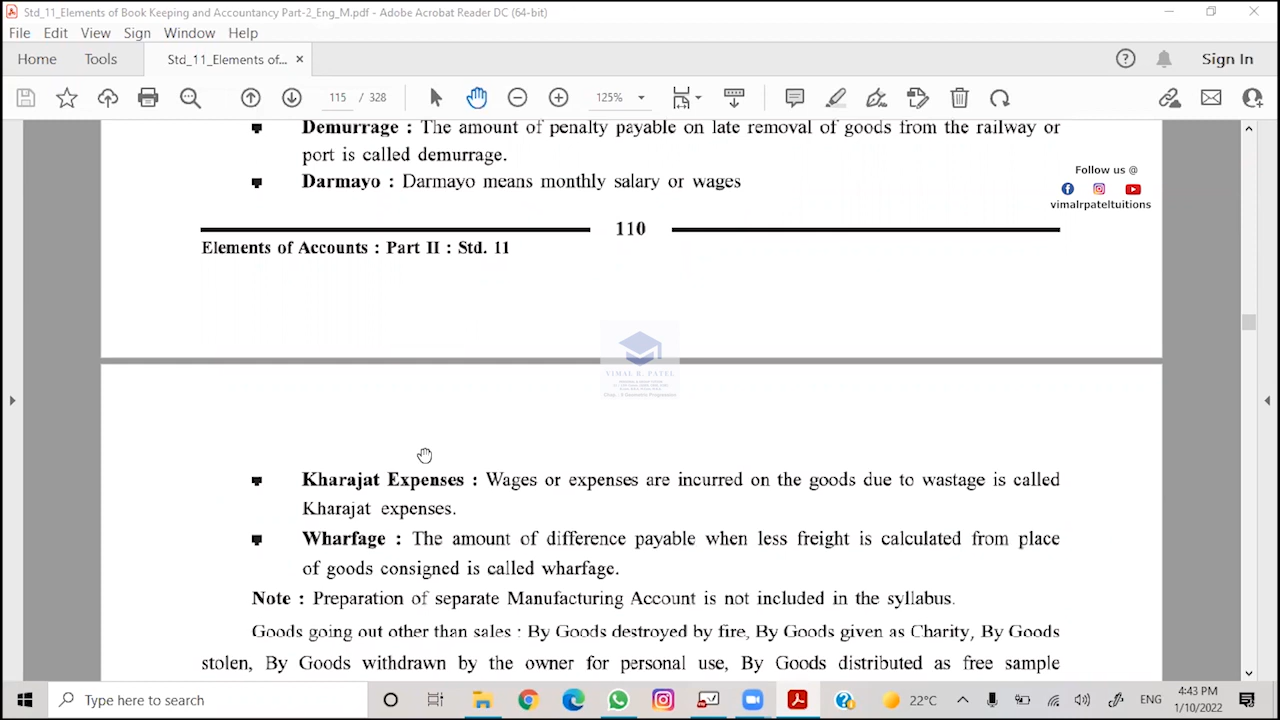 Std_11_Elements of Book Keeping and Accountancy Part-2_Eng_M.pdf - Adobe Acrobat Reader DC (64-bit)
File Edit View Sign Window Help
Home Tools Std_11_Elements of... × Sign In
115 / 328 125%
Demurrage : The amount of penalty payable on late removal of goods from the railway or
port is called demurrage.
Darmayo : Darmayo means monthly salary or wages
Follow us @
vimalrpateltuitions
110
Elements of Accounts : Part II : Std. 11
VIMAL R. PATEL
Kharajat Expenses : Wages or expenses are incurred on the goods due to wastage is called
Kharajat expenses.
Wharfage : The amount of difference payable when less freight is calculated from place
of goods consigned is called wharfage.
Note : Preparation of separate Manufacturing Account is not included in the syllabus.
Goods going out other than sales : By Goods destroyed by fire, By Goods given as Charity, By Goods
stolen, By Goods withdrawn by the owner for personal use, By Goods distributed as free sample
Type here to search 22°C ENG 4:43 PM
1/10/2022